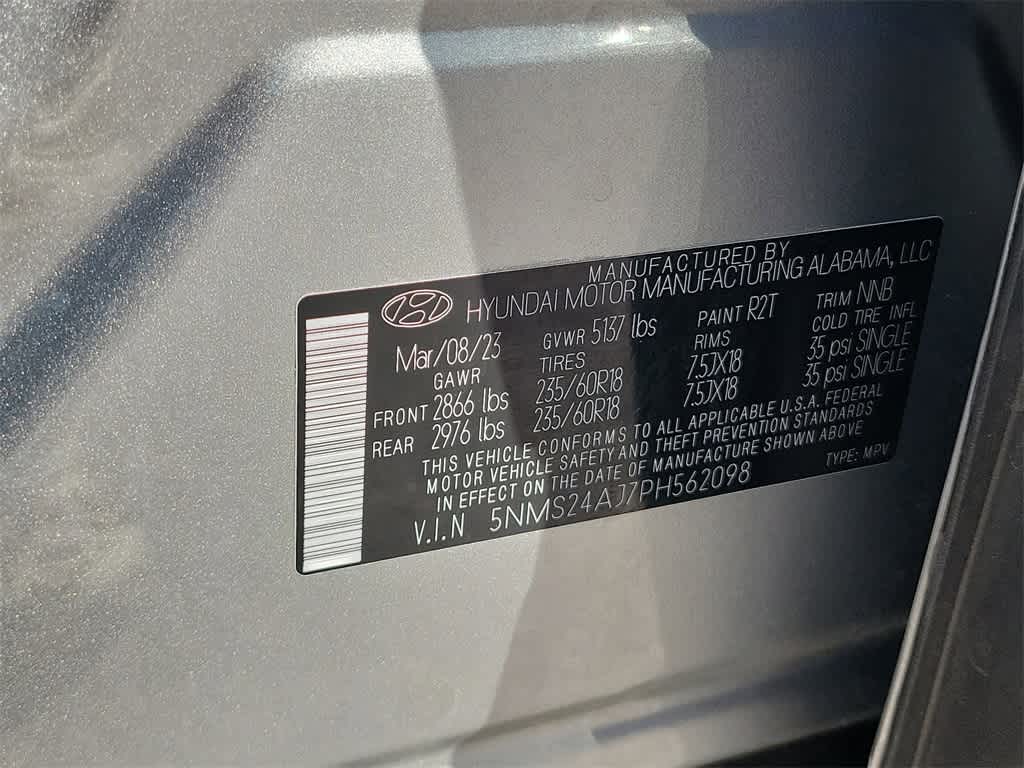 MANUFACTURED BY
HYUNDAI MOTOR MANUFACTURING ALABAMA, LLC
Mar/08/23 GVWR 5137 lbs PAINT R2T TRIM NNB
GAWR TIRES RIMS COLD TIRE INFL
FRONT 2866 lbs 235/60R18 7.5JX18 35 psi SINGLE
REAR 2976 lbs 235/60R18 7.5JX18 35 psi SINGLE
THIS VEHICLE CONFORMS TO ALL APPLICABLE U.S.A. FEDERAL
MOTOR VEHICLE SAFETY AND THEFT PREVENTION STANDARDS
IN EFFECT ON THE DATE OF MANUFACTURE SHOWN ABOVE
V.I.N 5NMS24AJ7PH562098 TYPE: MPV